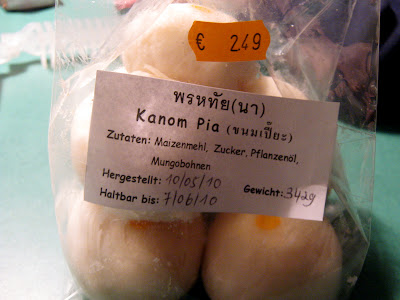 € 249
พรหทัย(นา)
Kanom Pia (ขนมเปี๊ยะ)
Zutaten: Maizenmehl, Zucker, Pflanzenöl,
Mungobohnen
Hergestellt: 10/05/10
Haltbar bis: 7/06/10 Gewicht: 342g